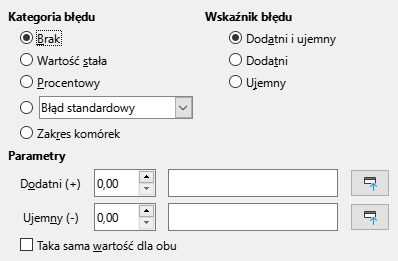 Kategoria błędu
Wskaźnik błędu
Brak
Dodatni i ujemny
Wartość stała
Dodatni
Procentowy
Ujemny
Błąd standardowy
Zakres komórek
Parametry
Dodatni (+)
0,00
Ujemny (-)
0,00
Taka sama wartość dla obu